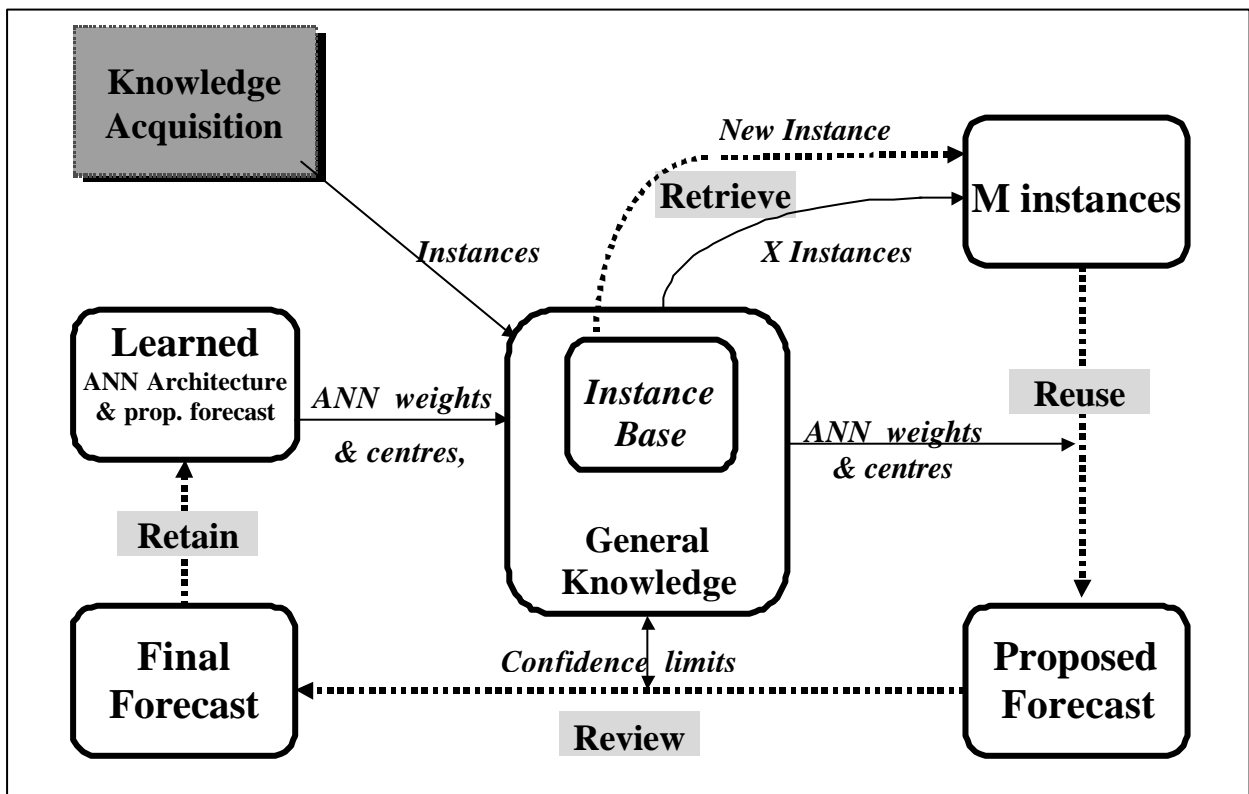 Knowledge
Acquisition
New Instance
Retrieve
M instances
Instances
X Instances
Learned
ANN Architecture
& prop. forecast
ANN weights
& centres,
Instance
Base
ANN weights
& centres
Reuse
Retain
General
Knowledge
Final
Forecast
Confidence limits
Proposed
Forecast
Review